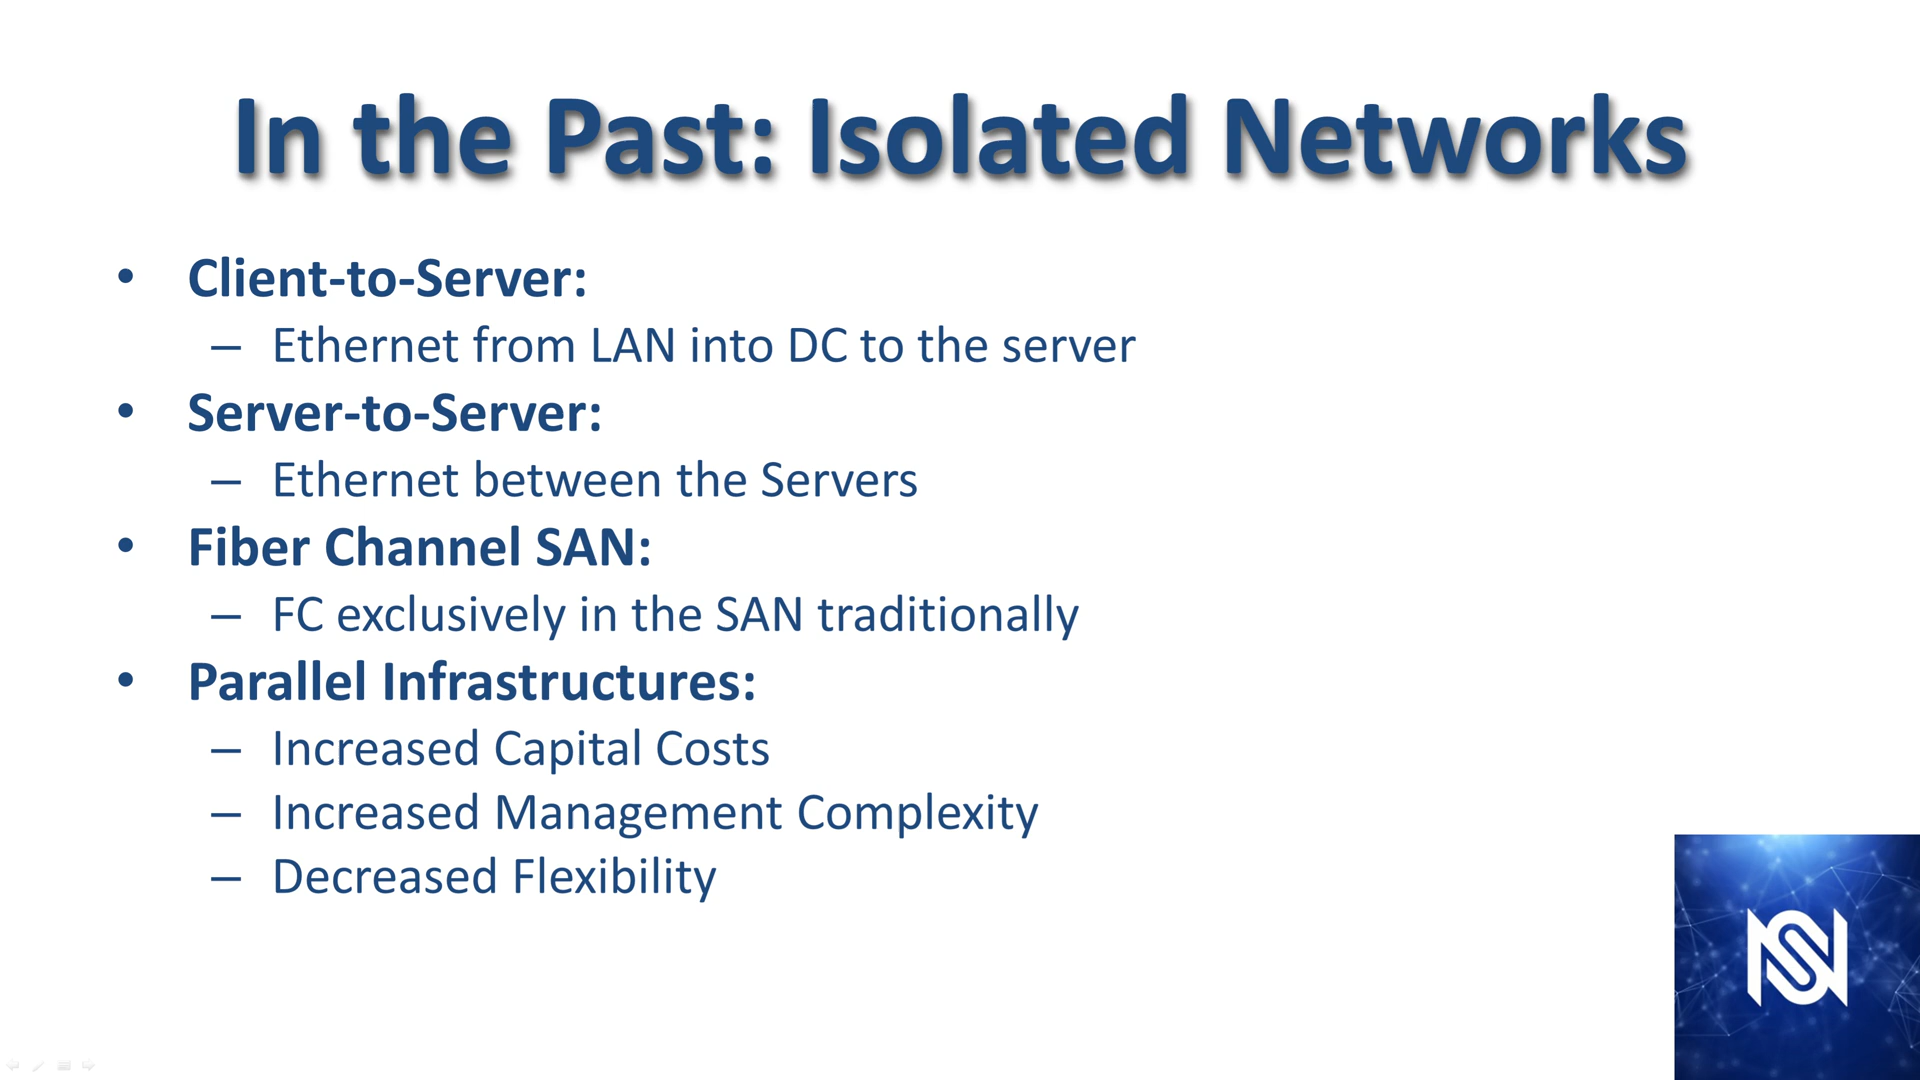 In the Past: Isolated Networks
• Client-to-Server:
– Ethernet from LAN into DC to the server
• Server-to-Server:
– Ethernet between the Servers
• Fiber Channel SAN:
– FC exclusively in the SAN traditionally
• Parallel Infrastructures:
– Increased Capital Costs
– Increased Management Complexity
– Decreased Flexibility